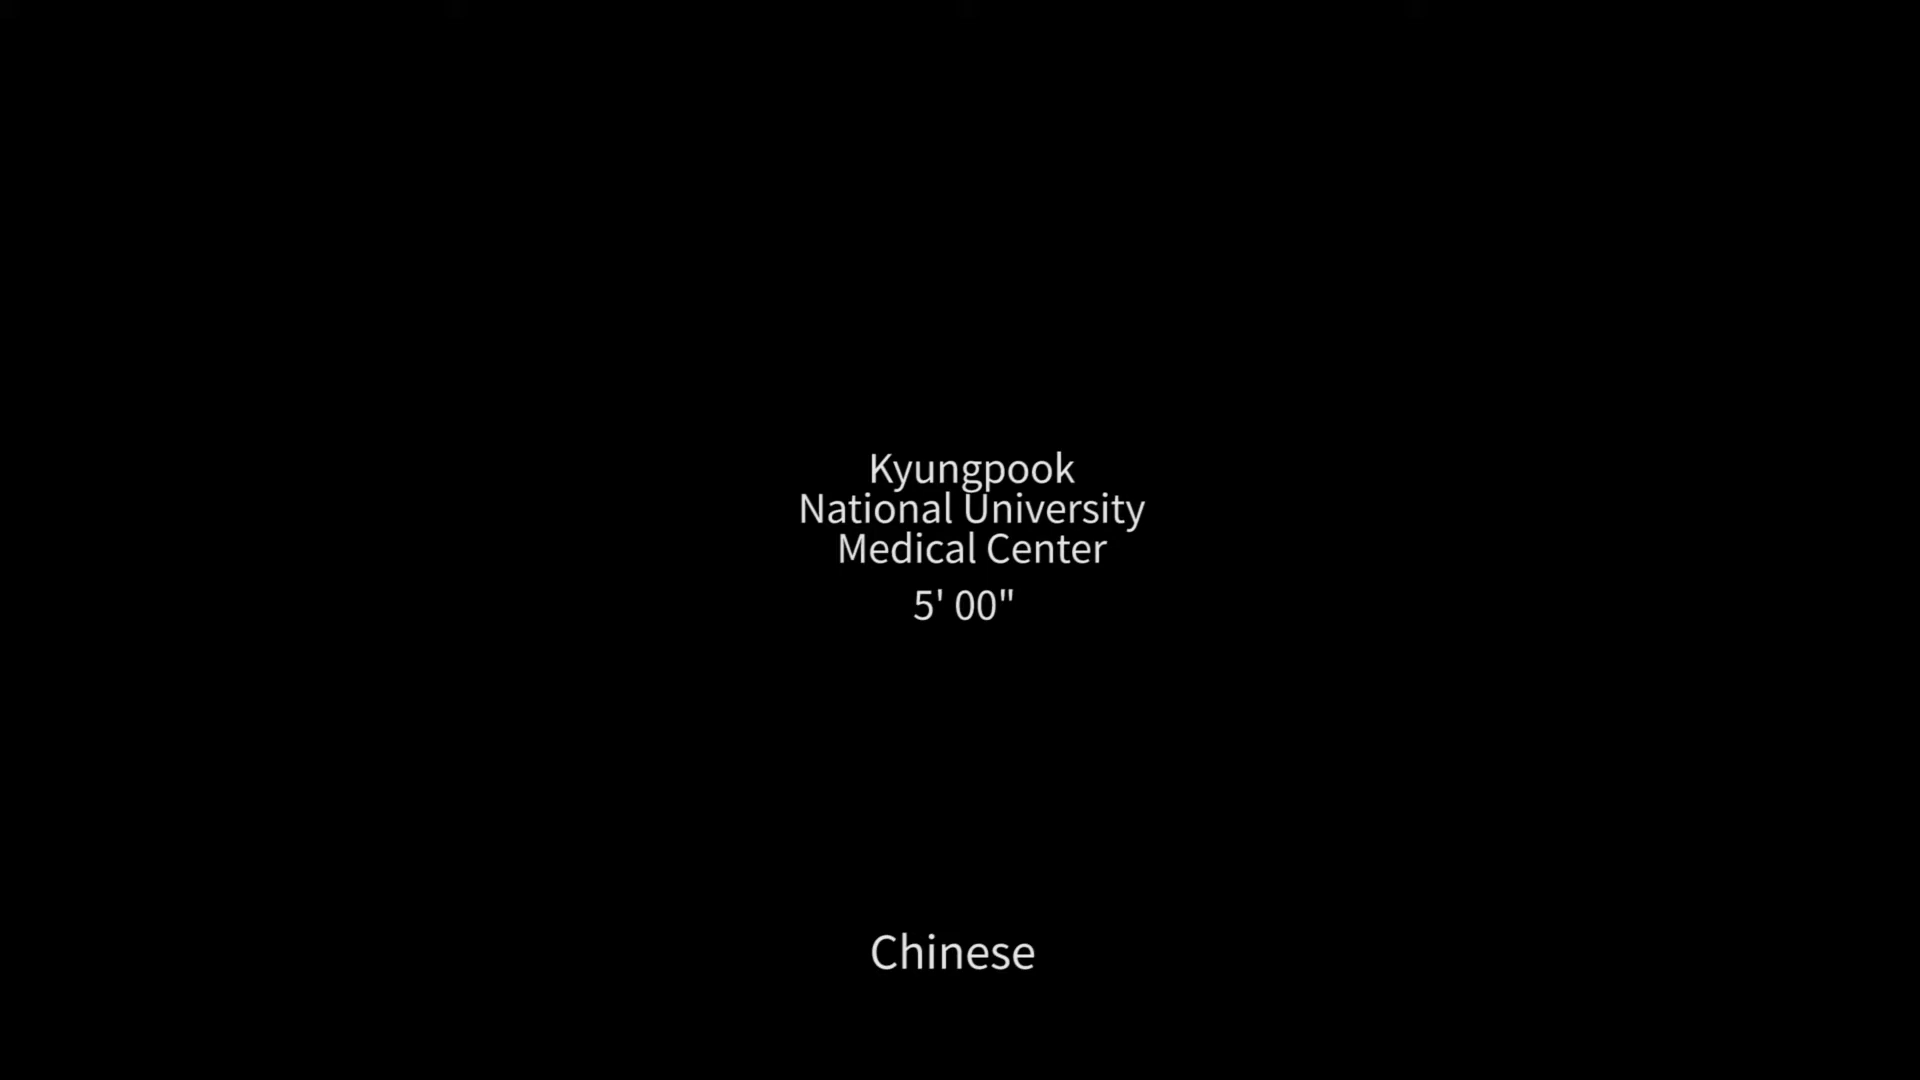 Kyungpook
National University
Medical Center
5' 00"
Chinese